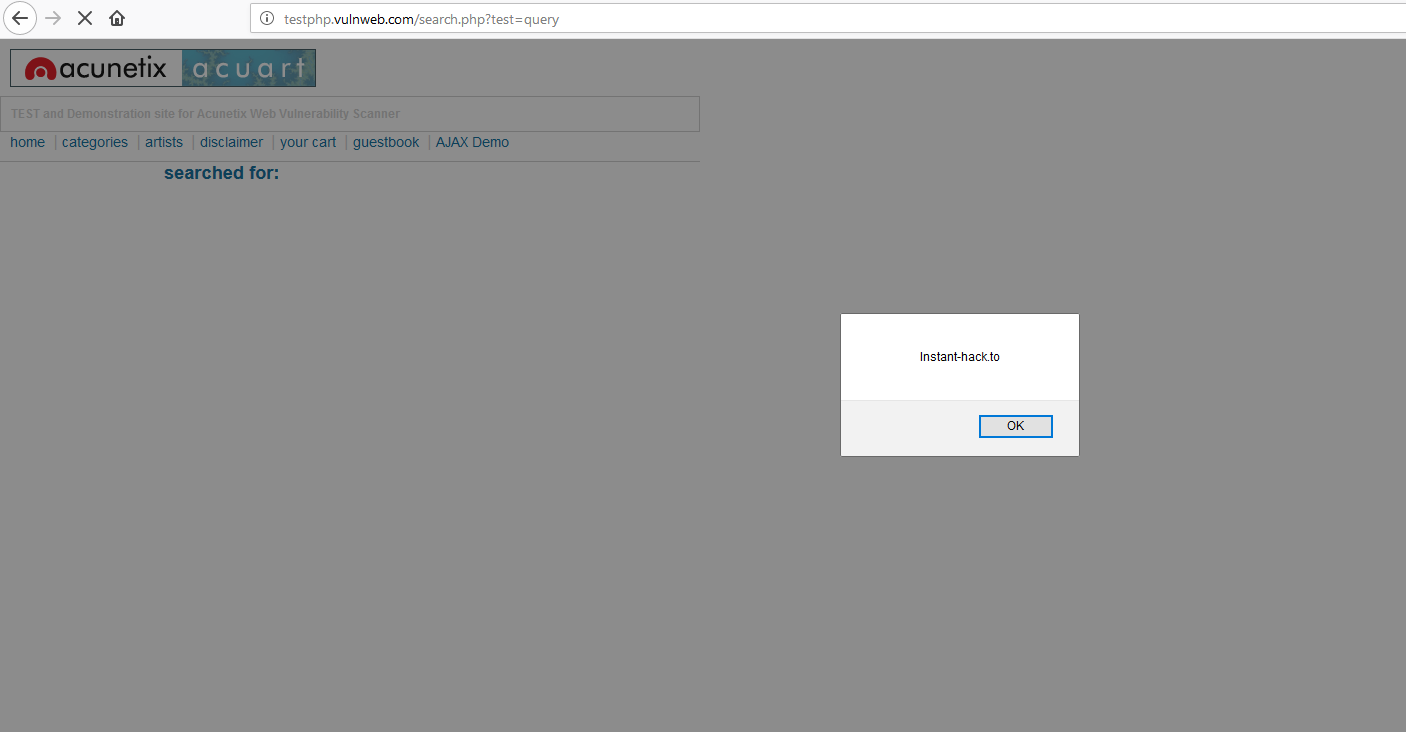 testphp.vulnweb.com/search.php?test=query
acunetix acuart
TEST and Demonstration site for Acunetix Web Vulnerability Scanner
home | categories | artists | disclaimer | your cart | guestbook | AJAX Demo
searched for:
Instant-hack.to
OK